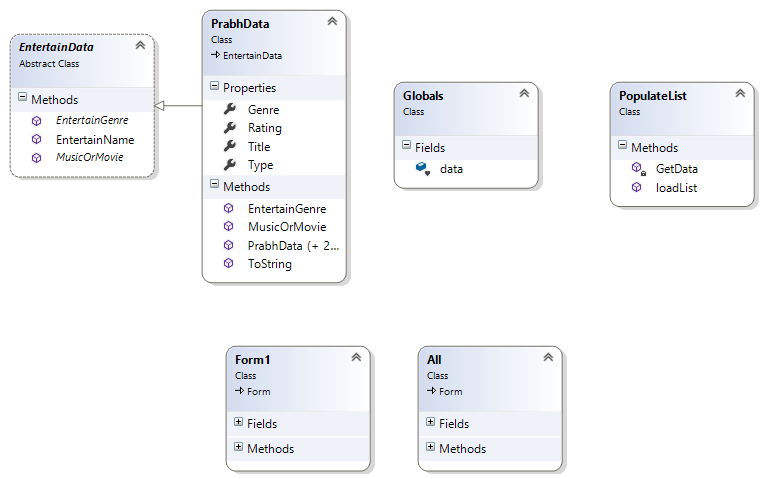 EntertainData
Abstract Class
Methods
EntertainGenre
EntertainName
MusicOrMovie
PrabhData
Class
EntertainData
Properties
Genre
Rating
Title
Type
Methods
EntertainGenre
MusicOrMovie
PrabhData (+ 2...
ToString
Globals
Class
Fields
data
PopulateList
Class
Methods
GetData
loadList
Form1
Class
Form
Fields
Methods
All
Class
Form
Fields
Methods